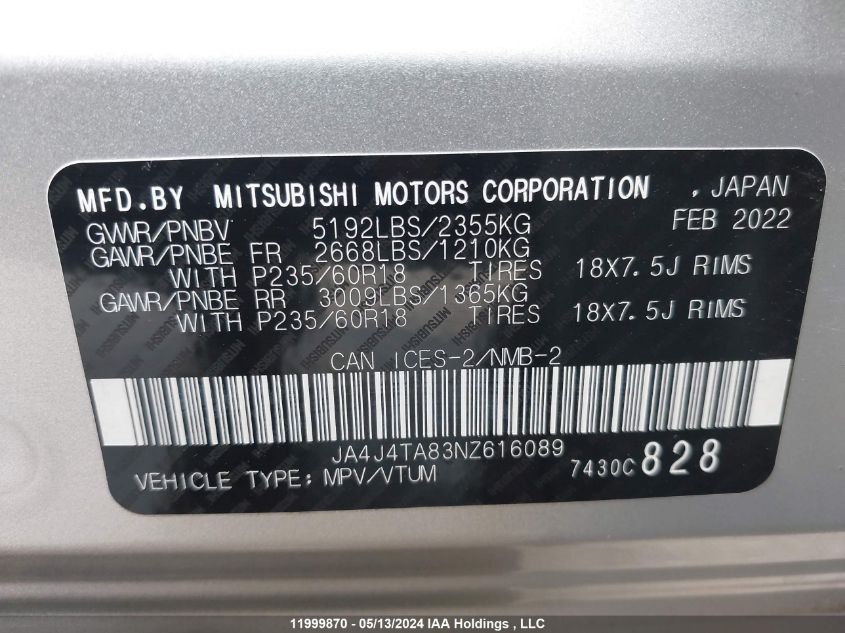 MFD.BY MITSUBISHI MOTORS CORPORATION , JAPAN
GVWR/PNBV 5192LBS/2355KG FEB 2022
GAWR/PNBE FR 2668LBS/1210KG
WITH P235/60R18 TIRES 18X7.5J RIMS
GAWR/PNBE RR 3009LBS/1365KG
WITH P235/60R18 TIRES 18X7.5J RIMS
CAN ICES-2/NMB-2
JA4J4TA83NZ616089
VEHICLE TYPE: MPV/VTUM 7430C 828
11999870 - 05/13/2024 IAA Holdings , LLC